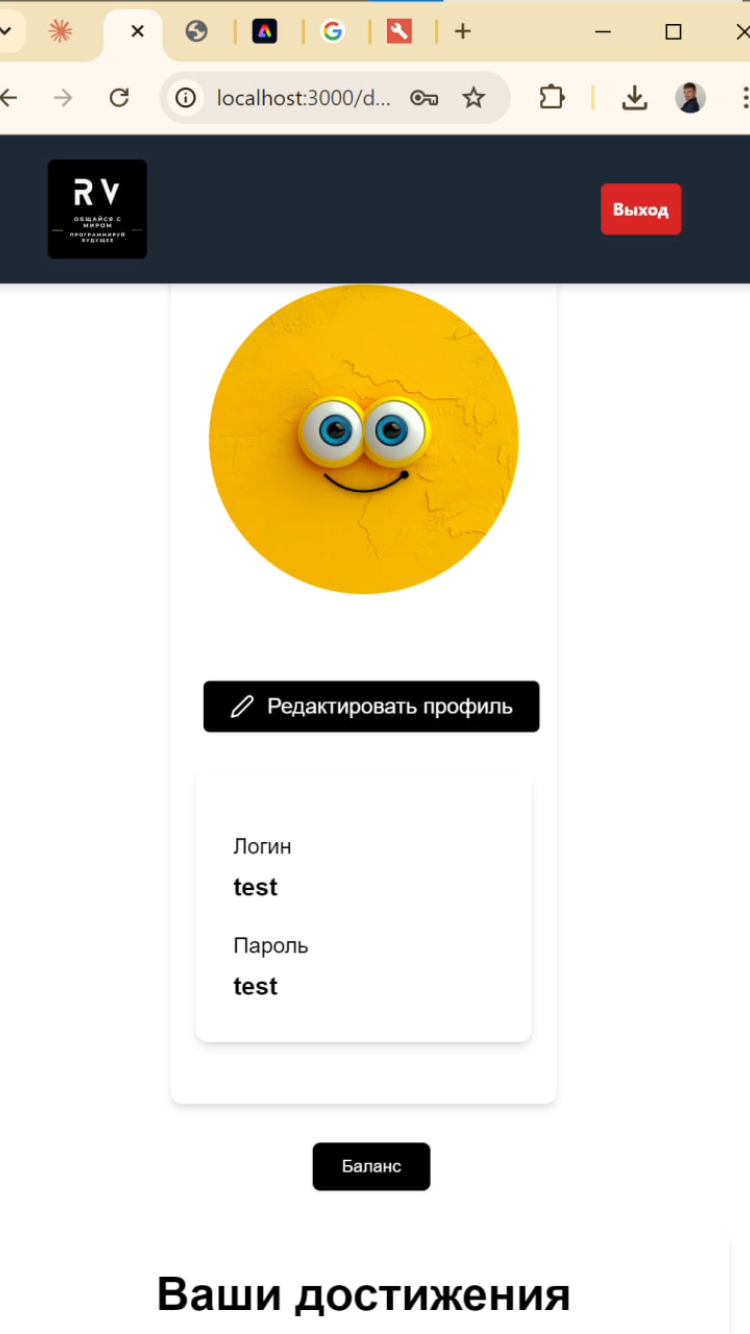 localhost:3000/d...
RV
ОБЩАЙСЯ С
МИРОМ
ПРОГРАММИРУЙ
БУДУЩЕЕ
Выход
Редактировать профиль
Логин
test
Пароль
test
Баланс
Ваши достижения